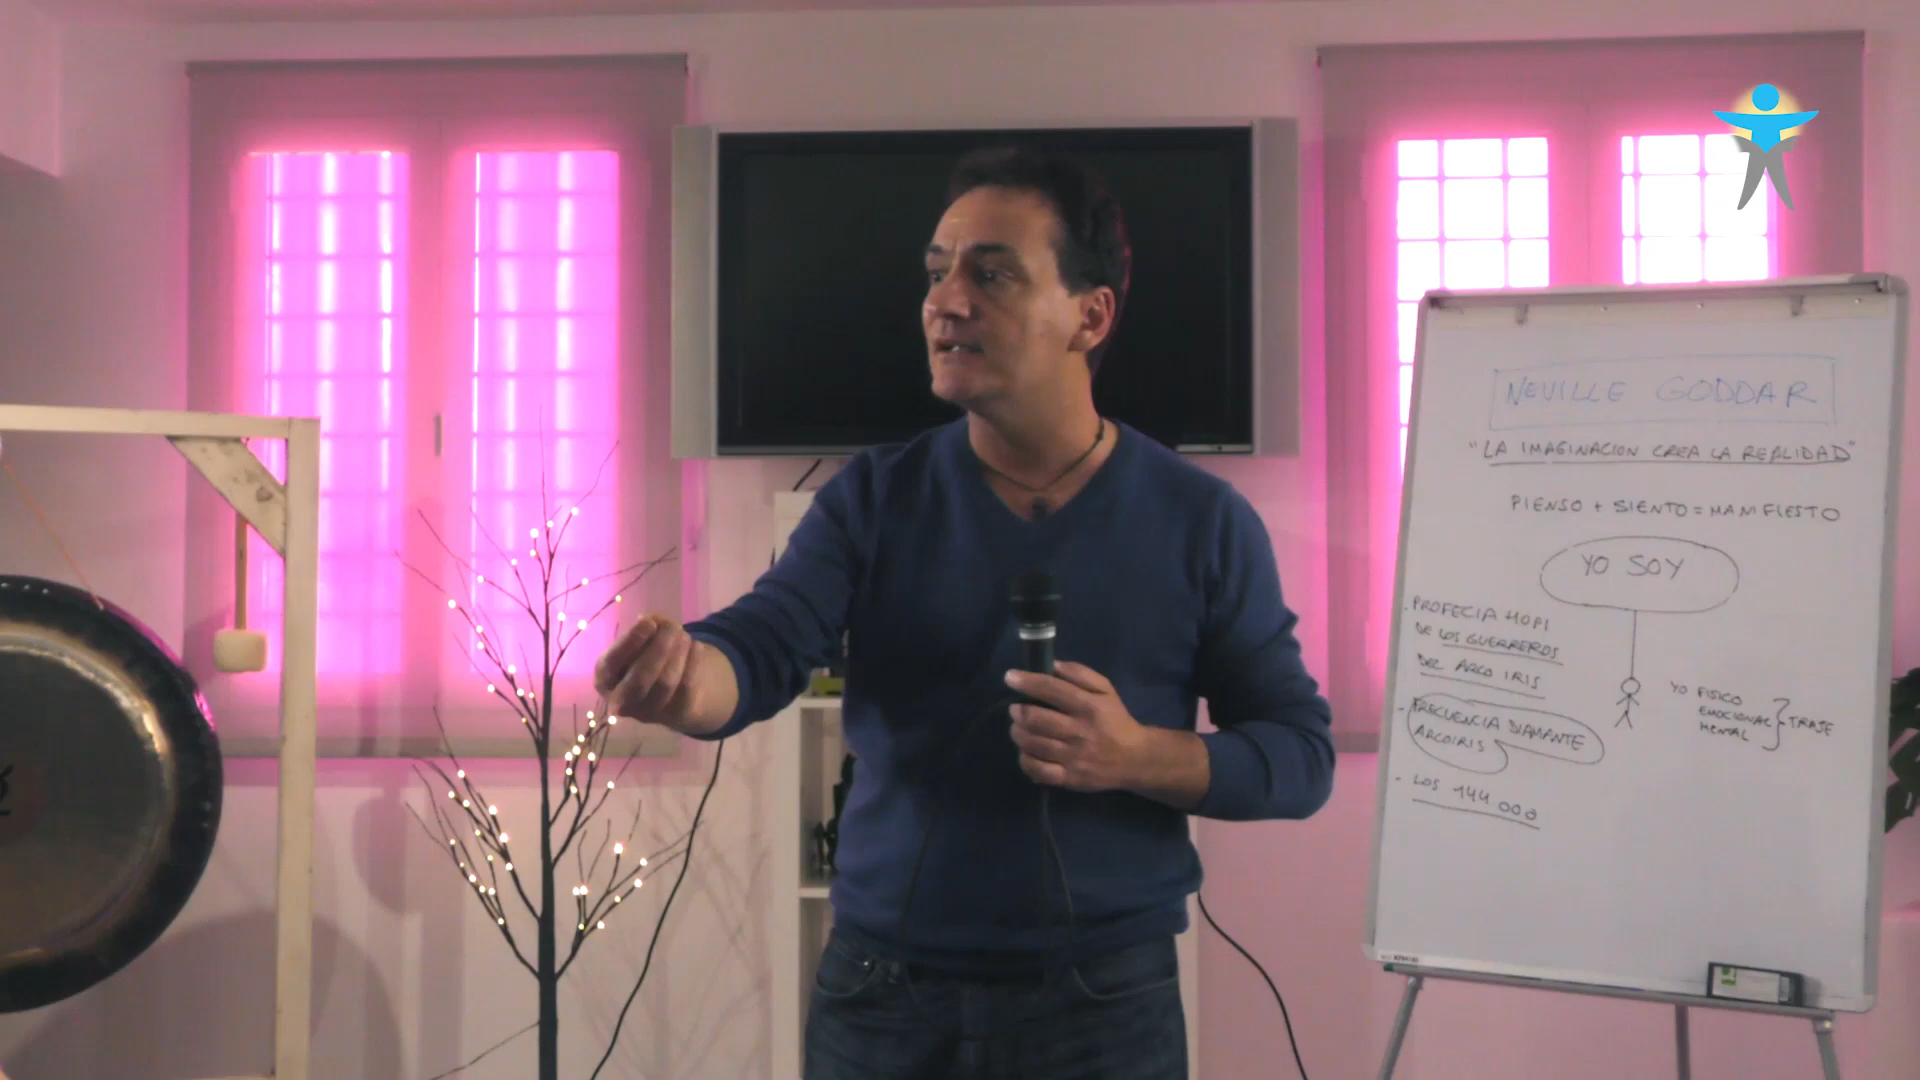 NEVILLE GODDAR
"LA IMAGINACION CREA LA REALIDAD"
PIENSO + SIENTO = MANIFIESTO
YO SOY
- PROFECIA HOPI
DE LOS GUERREROS
DEL ARCO IRIS
- FRECUENCIA DIAMANTE
ARCOIRIS
- LOS 144.000
YO FISICO
EMOCIONAL
MENTAL
TRAJE